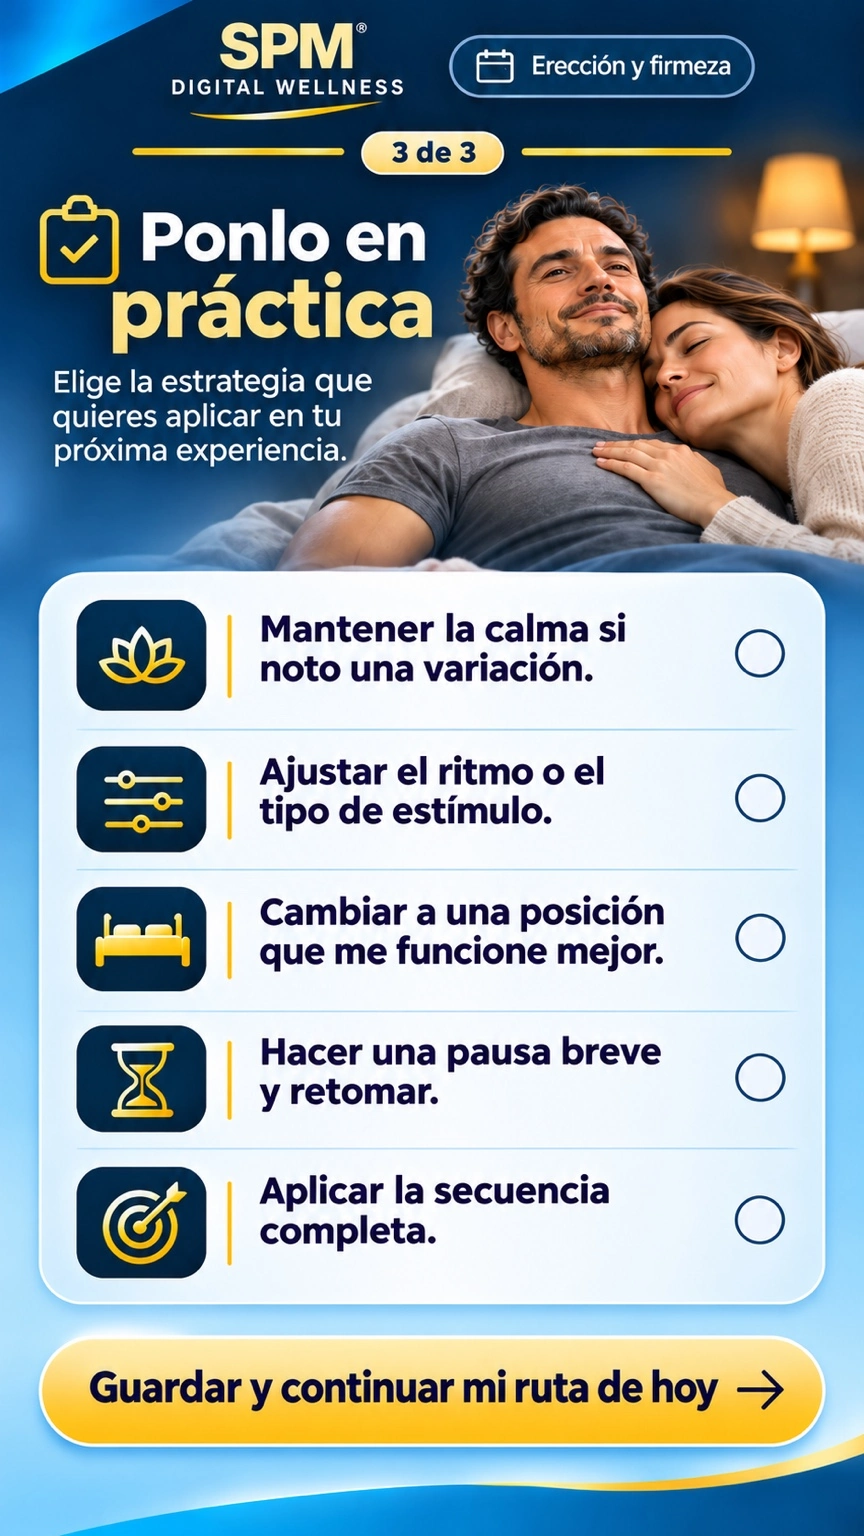 SPM®
DIGITAL WELLNESS
Erección y firmeza
3 de 3
Ponlo en
práctica
Elige la estrategia que
quieres aplicar en tu
próxima experiencia.
Mantener la calma si
noto una variación.
Ajustar el ritmo o el
tipo de estímulo.
Cambiar a una posición
que me funcione mejor.
Hacer una pausa breve
y retomar.
Aplicar la secuencia
completa.
Guardar y continuar mi ruta de hoy →